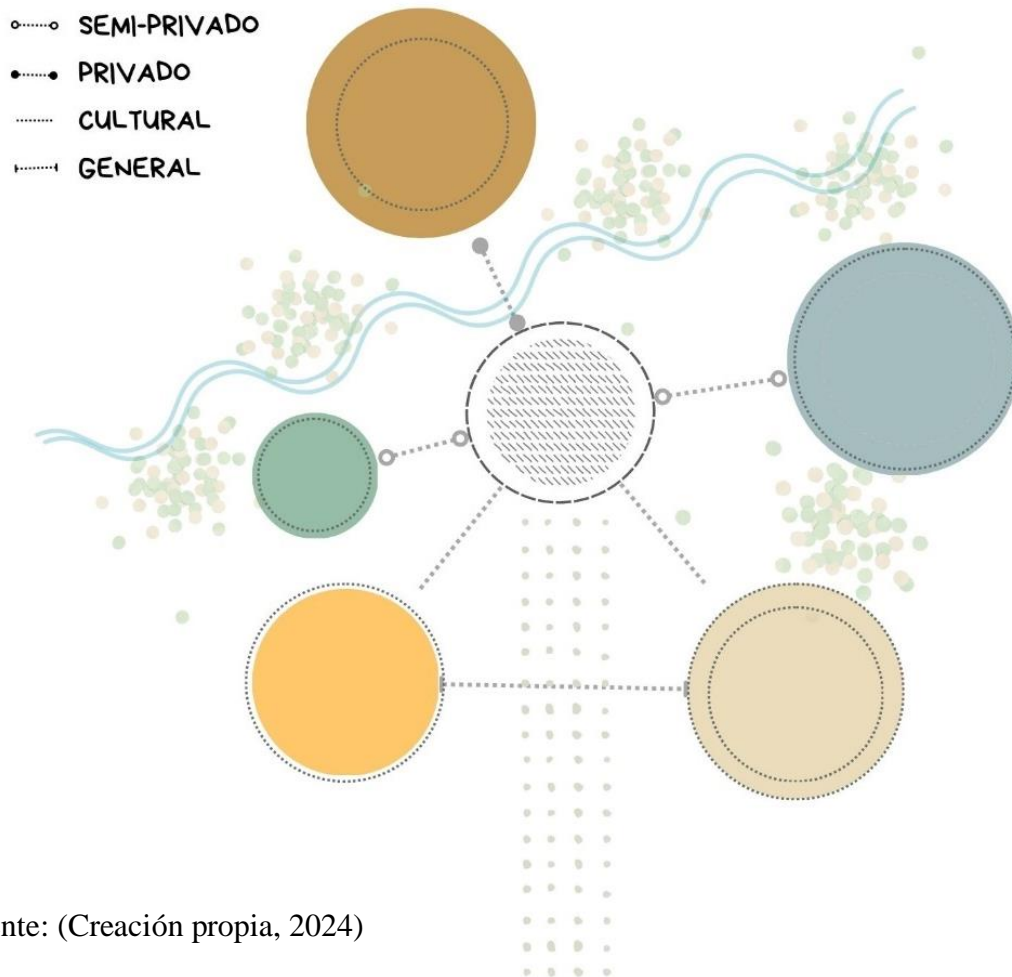 SEMI-PRIVADO
PRIVADO
CULTURAL
GENERAL
nte: (Creación propia, 2024)